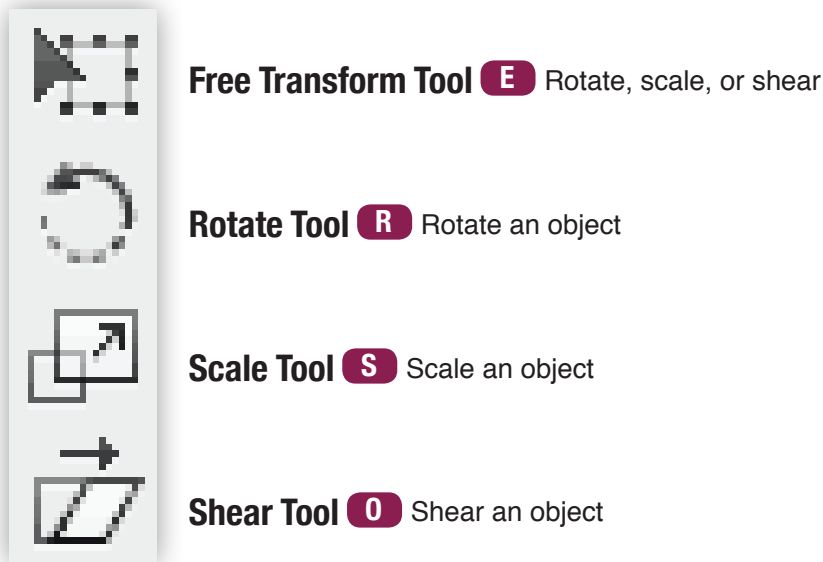 Free Transform Tool E Rotate, scale, or shear
Rotate Tool R Rotate an object
Scale Tool S Scale an object
Shear Tool O Shear an object